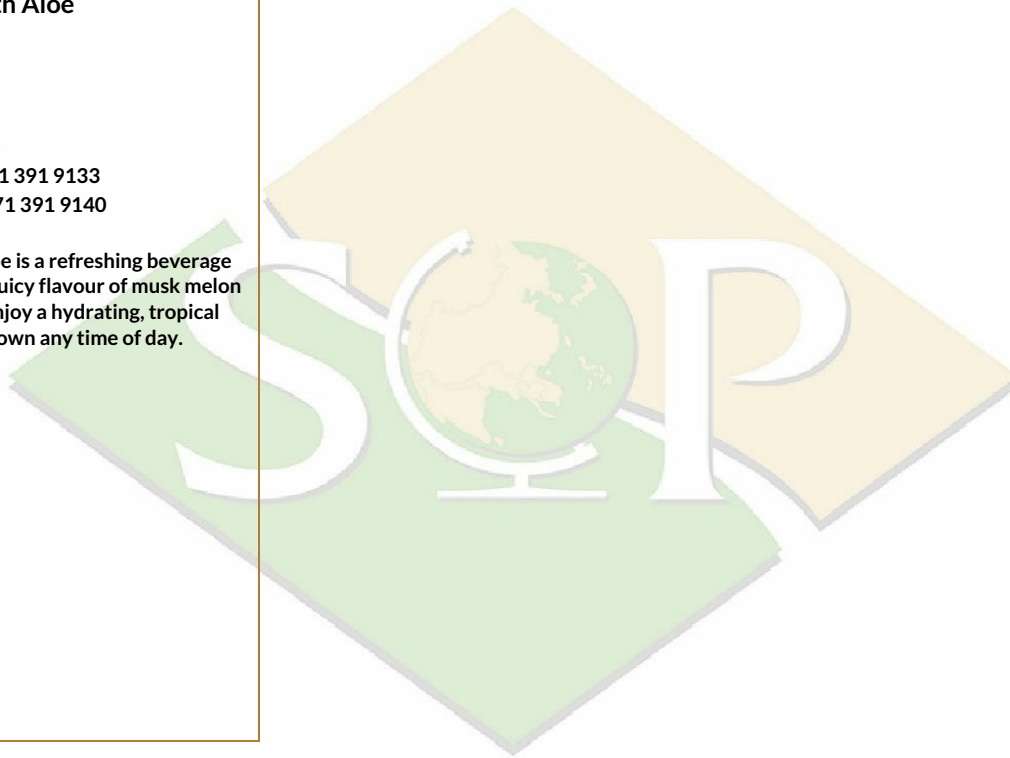 th Aloe
1 391 9133
71 391 9140
e is a refreshing beverage
uicy flavour of musk melon
njoy a hydrating, tropical
own any time of day.
SOP